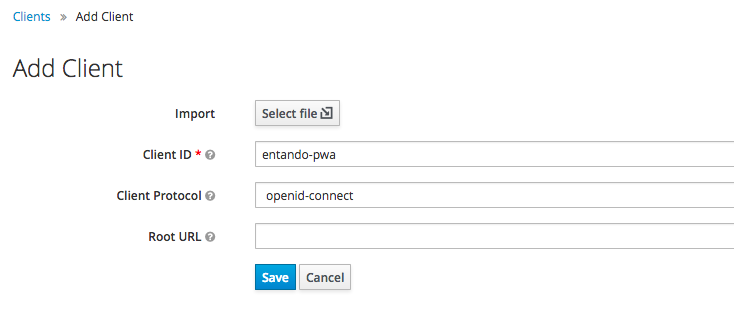 Clients » Add Client
Add Client
Import Select file
Client ID * entando-pwa
Client Protocol openid-connect
Root URL
Save Cancel